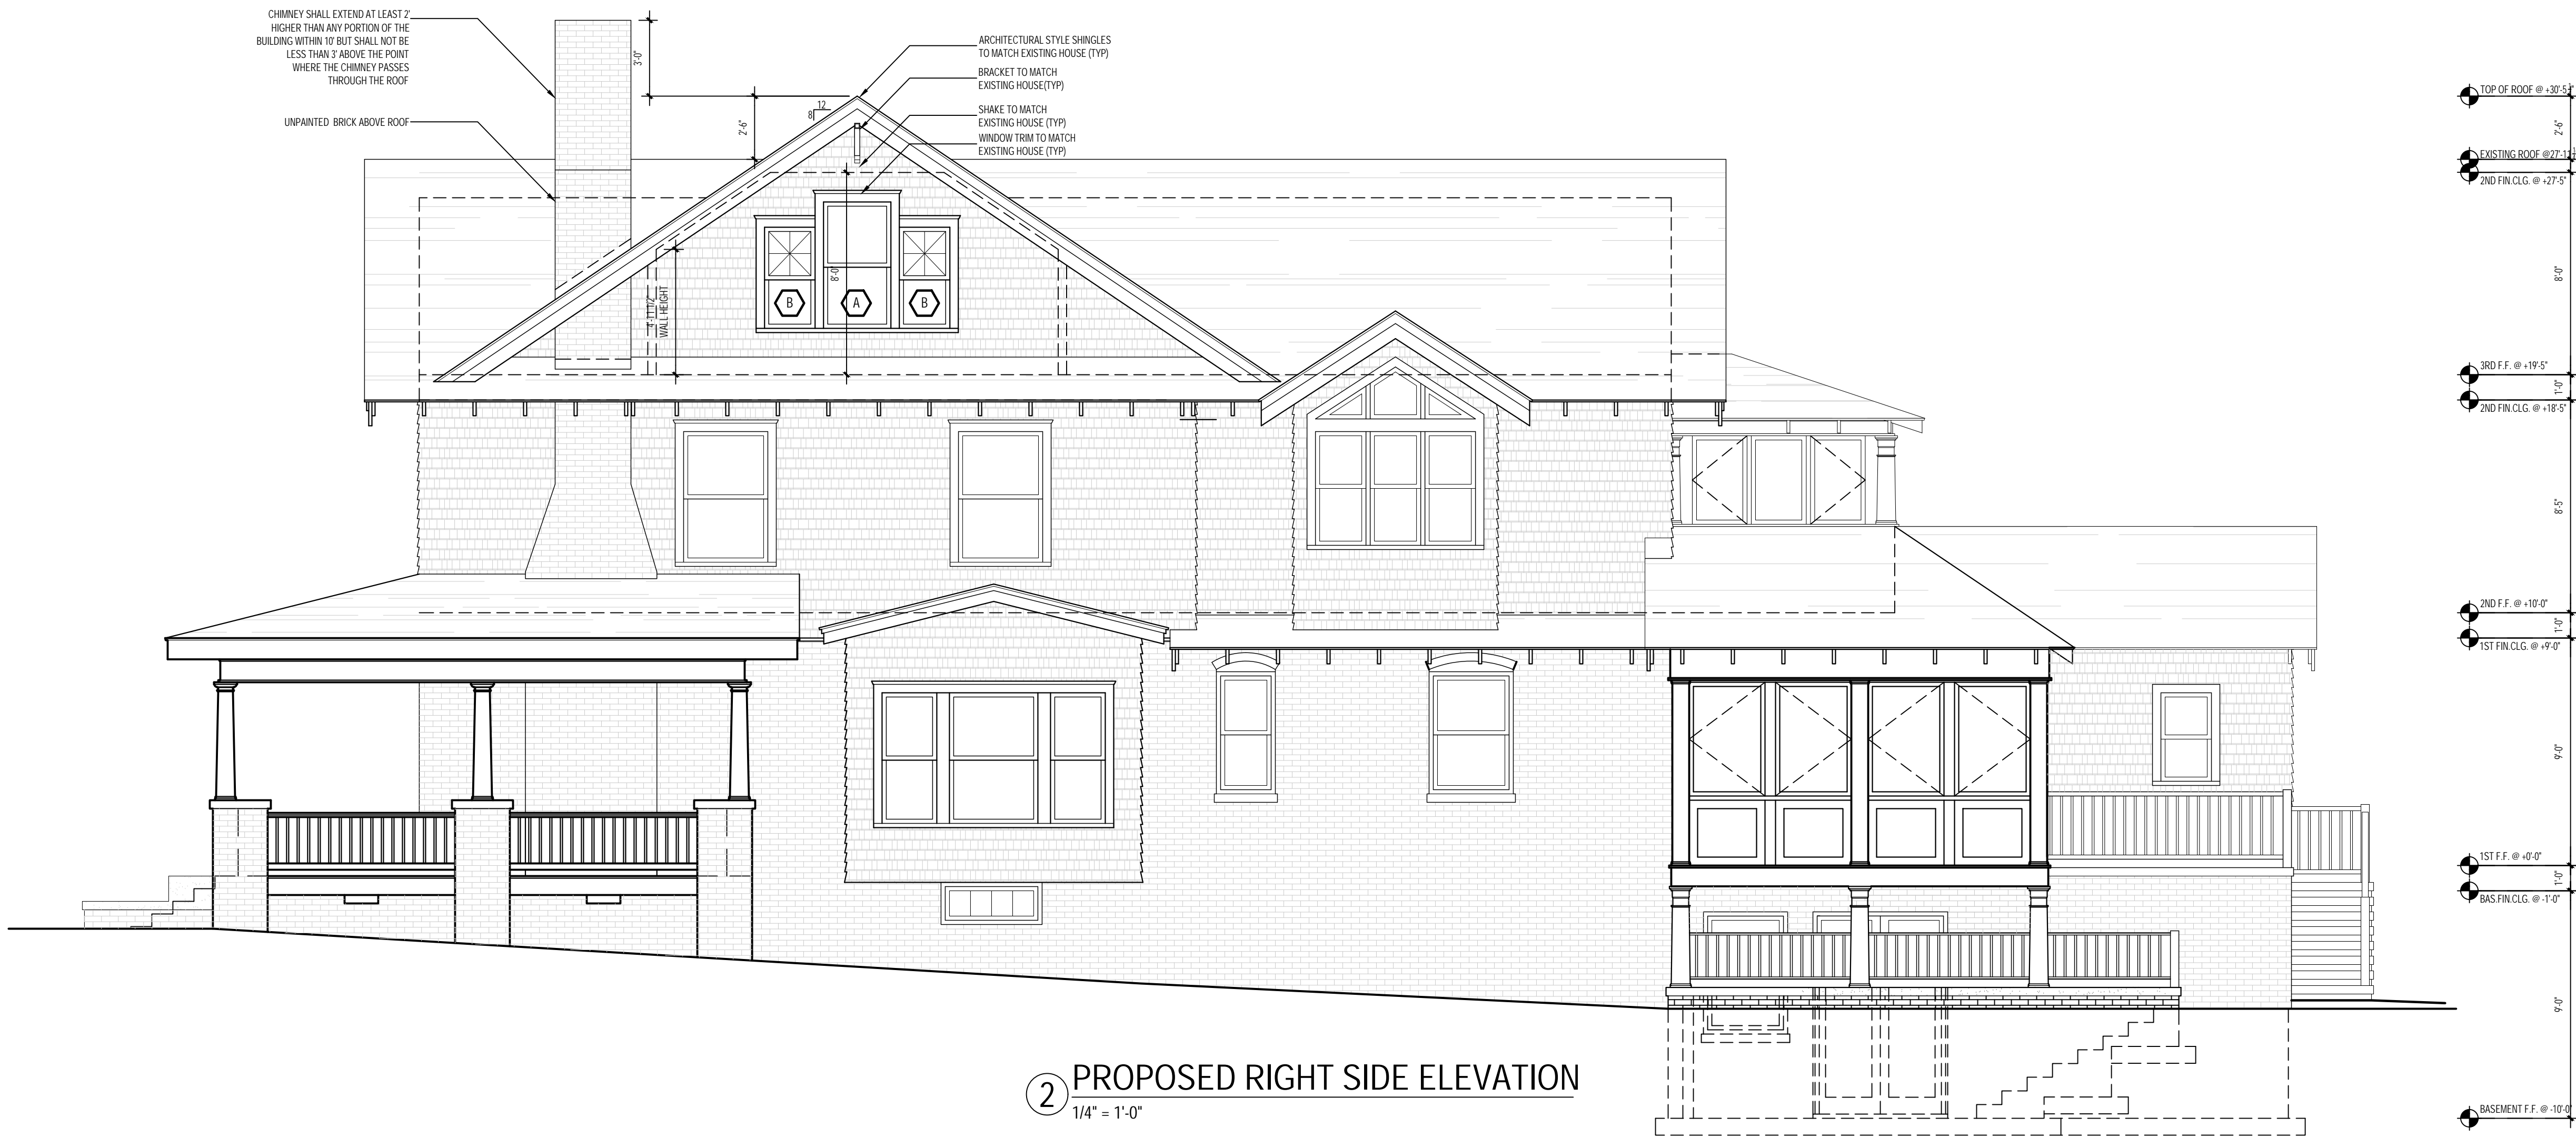 CHIMNEY SHALL EXTEND AT LEAST 2'
HIGHER THAN ANY PORTION OF THE
BUILDING WITHIN 10' BUT SHALL NOT BE
LESS THAN 3' ABOVE THE POINT
WHERE THE CHIMNEY PASSES
THROUGH THE ROOF
UNPAINTED BRICK ABOVE ROOF
3'-0"
2'-6"
12
8
ARCHITECTURAL STYLE SHINGLES
TO MATCH EXISTING HOUSE (TYP)
BRACKET TO MATCH
EXISTING HOUSE(TYP)
SHAKE TO MATCH
EXISTING HOUSE (TYP)
WINDOW TRIM TO MATCH
EXISTING HOUSE (TYP)
4'-11 1/2"
WALL HEIGHT
8'-0"
B
A
B
TOP OF ROOF @ +30'-5
2'-6"
EXISTING ROOF @27'-11
2ND FIN.CLG. @ +27'-5"
8'-0"
3RD F.F. @ +19'-5"
1'-0"
2ND FIN.CLG. @ +18'-5"
8'-5"
2ND F.F. @ +10'-0"
1'-0"
1ST FIN.CLG. @ +9'-0"
9'-0"
1ST F.F. @ +0'-0"
1'-0"
BAS.FIN.CLG. @ -1'-0"
9'-0"
BASEMENT F.F. @ -10'-0"
2
PROPOSED RIGHT SIDE ELEVATION
1/4" = 1'-0"